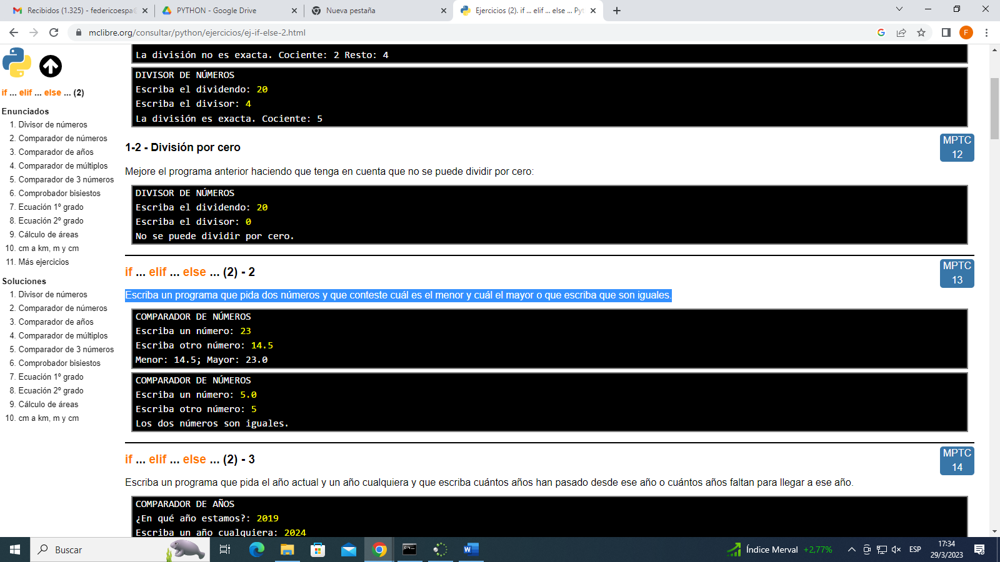 Recibidos (1.325) - federicoespa
PYTHON - Google Drive
Nueva pestaña
Ejercicios (2). if ... elif ... else ... Pyt
mclibre.org/consultar/python/ejercicios/ej-if-else-2.html
F
if ... elif ... else ... (2)
Enunciados
1. Divisor de números
2. Comparador de números
3. Comparador de años
4. Comparador de múltiplos
5. Comparador de 3 números
6. Comprobador bisiestos
7. Ecuación 1º grado
8. Ecuación 2º grado
9. Cálculo de áreas
10. cm a km, m y cm
11. Más ejercicios
Soluciones
1. Divisor de números
2. Comparador de números
3. Comparador de años
4. Comparador de múltiplos
5. Comparador de 3 números
6. Comprobador bisiestos
7. Ecuación 1º grado
8. Ecuación 2º grado
9. Cálculo de áreas
10. cm a km, m y cm
La división no es exacta. Cociente: 2 Resto: 4
DIVISOR DE NÚMEROS
Escriba el dividendo: 20
Escriba el divisor: 4
La división es exacta. Cociente: 5
1-2 - División por cero
MPTC
12
Mejore el programa anterior haciendo que tenga en cuenta que no se puede dividir por cero:
DIVISOR DE NÚMEROS
Escriba el dividendo: 20
Escriba el divisor: 0
No se puede dividir por cero.
if ... elif ... else ... (2) - 2
MPTC
13
Escriba un programa que pida dos números y que conteste cuál es el menor y cuál el mayor o que escriba que son iguales.
COMPARADOR DE NÚMEROS
Escriba un número: 23
Escriba otro número: 14.5
Menor: 14.5; Mayor: 23.0
COMPARADOR DE NÚMEROS
Escriba un número: 5.0
Escriba otro número: 5
Los dos números son iguales.
if ... elif ... else ... (2) - 3
MPTC
14
Escriba un programa que pida el año actual y un año cualquiera y que escriba cuántos años han pasado desde ese año o cuántos años faltan para llegar a ese año.
COMPARADOR DE AÑOS
¿En qué año estamos?: 2019
Escriba un año cualquiera: 2024
Buscar
Índice Merval +2,77%
ESP
17:34
29/3/2023